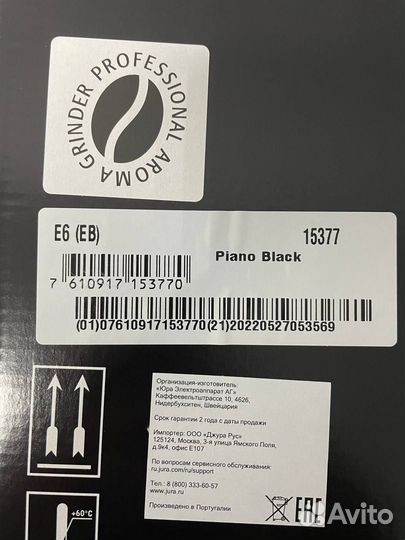 PROFESSIONAL AROMA GRINDER
E6 (EB)
15377
Piano Black
7 610917 153770
(01)07610917153770(21)20220527053569
Организация-изготовитель:
«Юра Электроаппарат АГ»
Каффеевельтштрассе 10, 4626,
Нидербухситен, Швейцария
Срок гарантии 2 года с даты продажи
Импортер: ООО «Джура Рус»
125124, Москва, 3-я улица Ямского Поля,
д.9к4, офис Е107
По вопросам сервисного обслуживания:
ru.jura.com/ru/support
www.jura.ru
Тел.: 8 (800) 333-60-57
Произведено в Португалии
EAC
+60°C
Avito